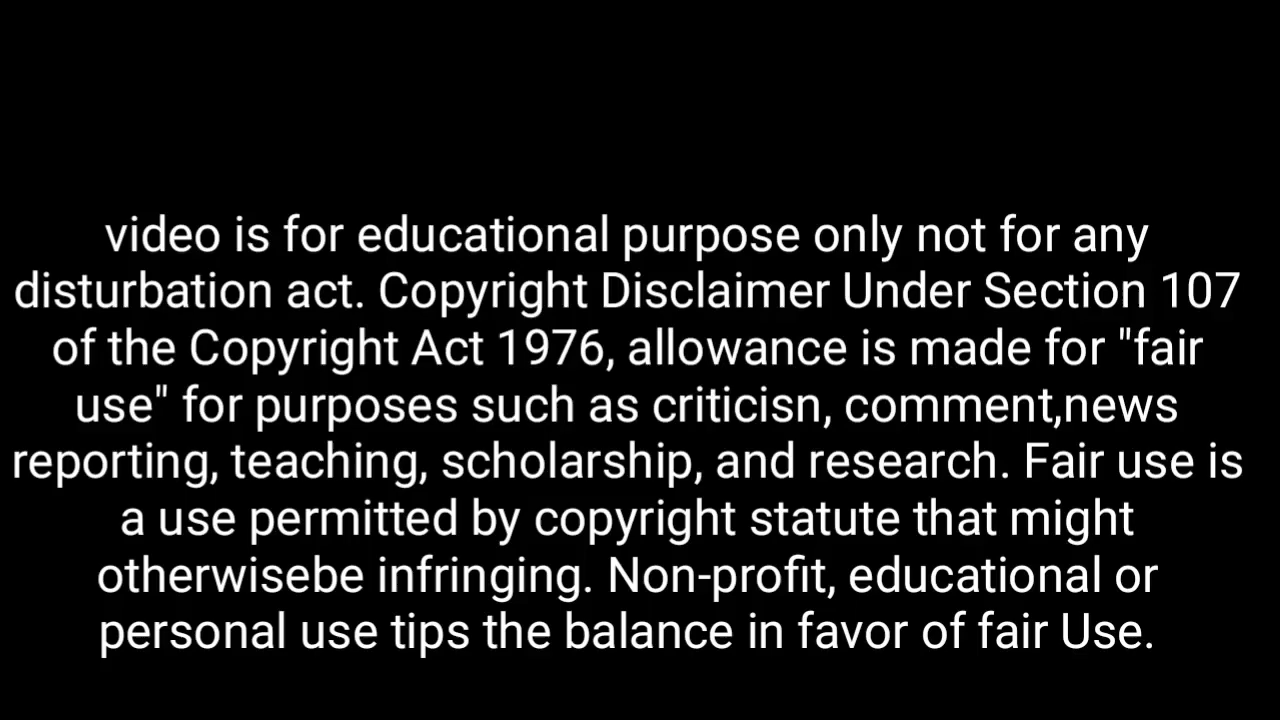 video is for educational purpose only not for any
disturbation act. Copyright Disclaimer Under Section 107
of the Copyright Act 1976, allowance is made for "fair
use" for purposes such as criticisn, comment,news
reporting, teaching, scholarship, and research. Fair use is
a use permitted by copyright statute that might
otherwisebe infringing. Non-profit, educational or
personal use tips the balance in favor of fair Use.